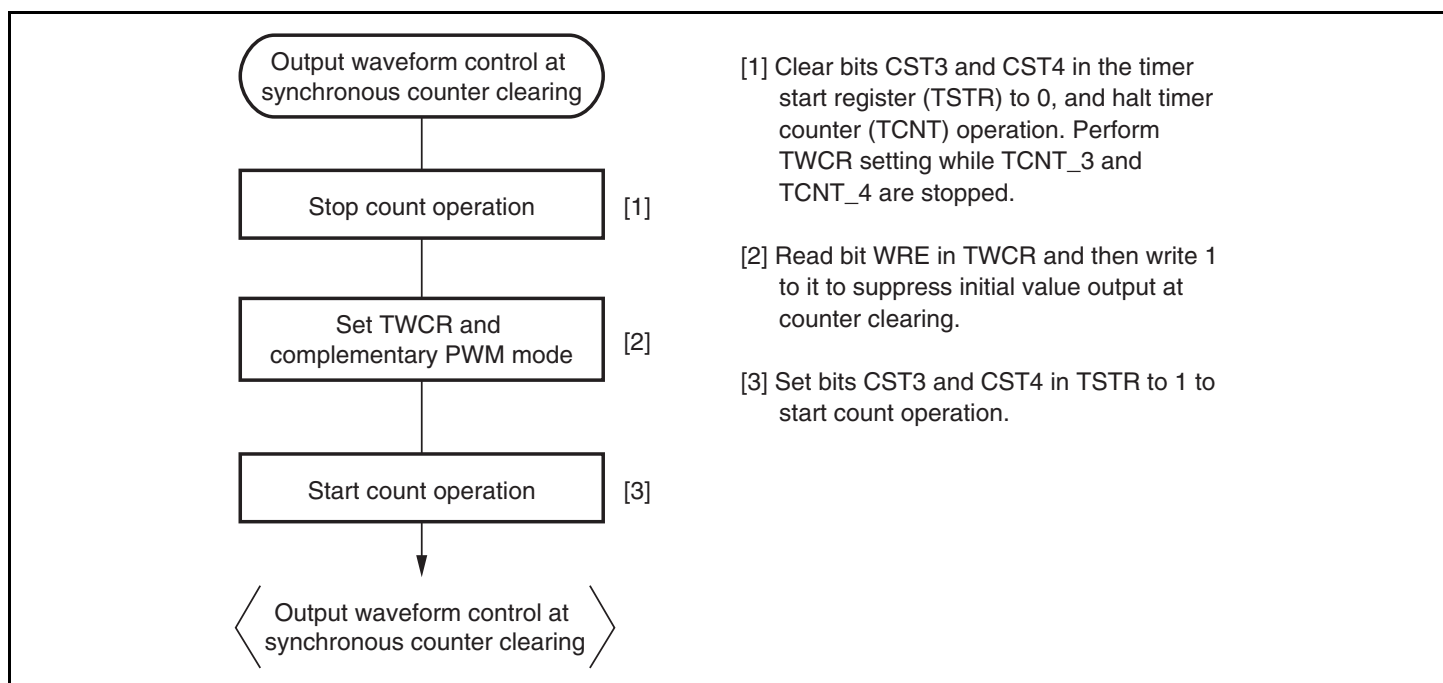 Output waveform control at
synchronous counter clearing
Stop count operation
[1]
Set TWCR and
complementary PWM mode
[2]
Start count operation
[3]
Output waveform control at
synchronous counter clearing
[1] Clear bits CST3 and CST4 in the timer
start register (TSTR) to 0, and halt timer
counter (TCNT) operation. Perform
TWCR setting while TCNT_3 and
TCNT_4 are stopped.
[2] Read bit WRE in TWCR and then write 1
to it to suppress initial value output at
counter clearing.
[3] Set bits CST3 and CST4 in TSTR to 1 to
start count operation.